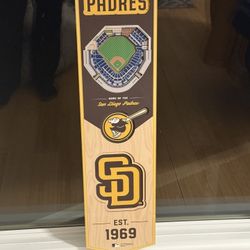 PADRES
HOME OF THE
San Diego Padres
SD
EST.
1969